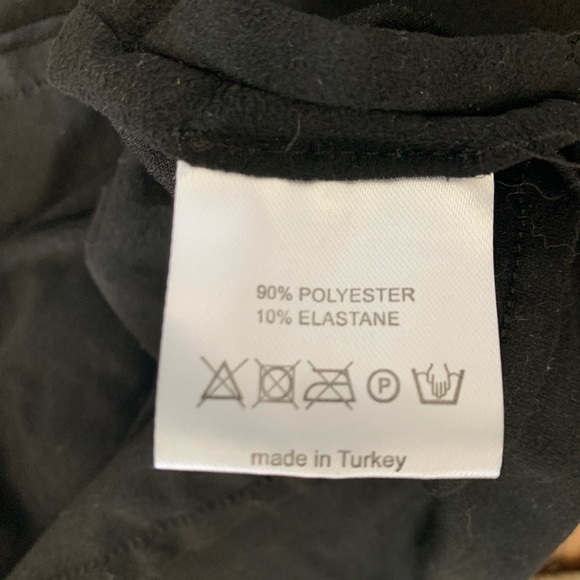 90% POLYESTER
10% ELASTANE
P
made in Turkey